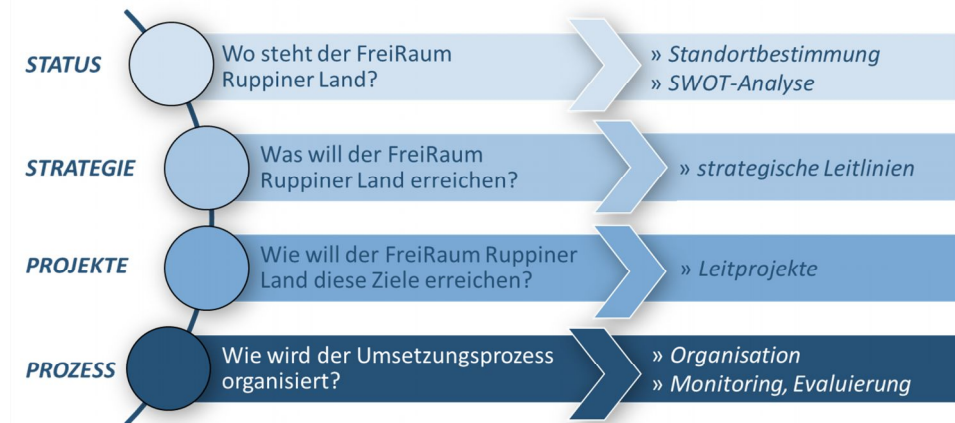 STATUS
Wo steht der FreiRaum
Ruppiner Land?
» Standortbestimmung
» SWOT-Analyse
STRATEGIE
Was will der FreiRaum
Ruppiner Land erreichen?
» strategische Leitlinien
PROJEKTE
Wie will der FreiRaum Ruppiner
Land diese Ziele erreichen?
» Leitprojekte
PROZESS
Wie wird der Umsetzungsprozess
organisiert?
» Organisation
» Monitoring, Evaluierung